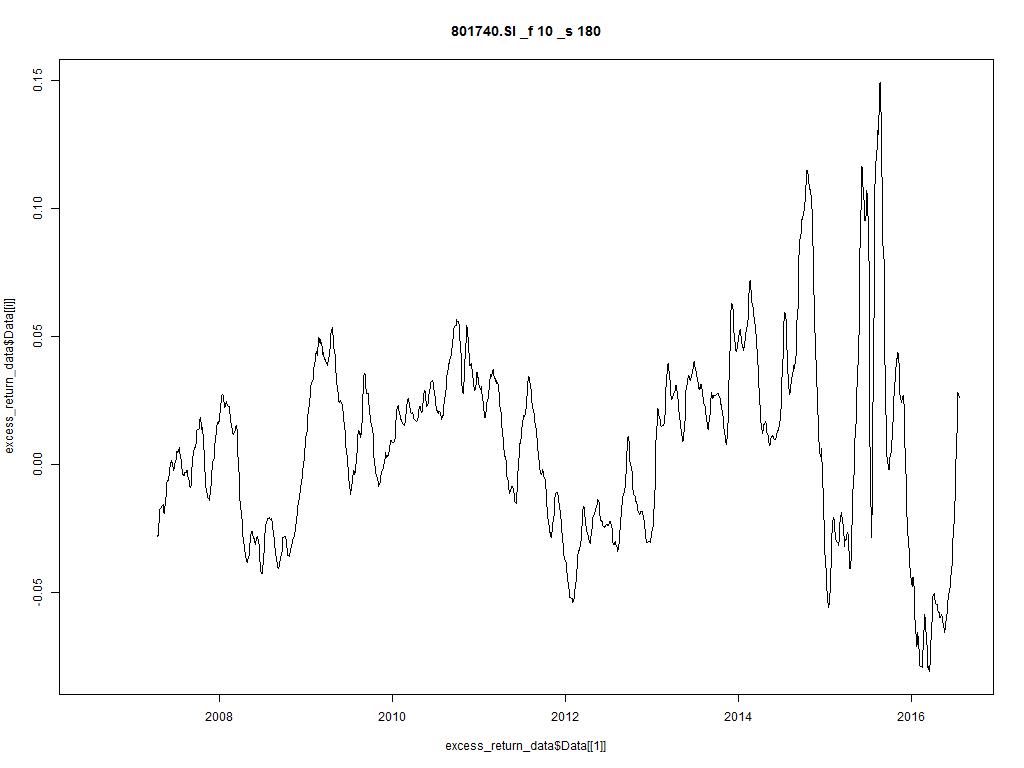 801740.SI _f 10 _s 180
0.15
0.10
0.05
0.00
-0.05
excess_return_data$Data[[i]]
2008 2010 2012 2014 2016
excess_return_data$Data[[1]]